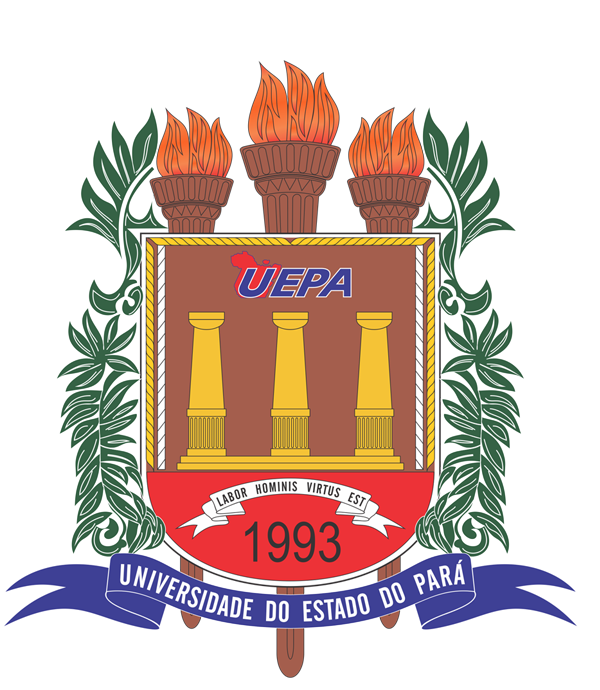 UEPA
LABOR HOMINIS VIRTUS EST
1993
UNIVERSIDADE DO ESTADO DO PARÁ